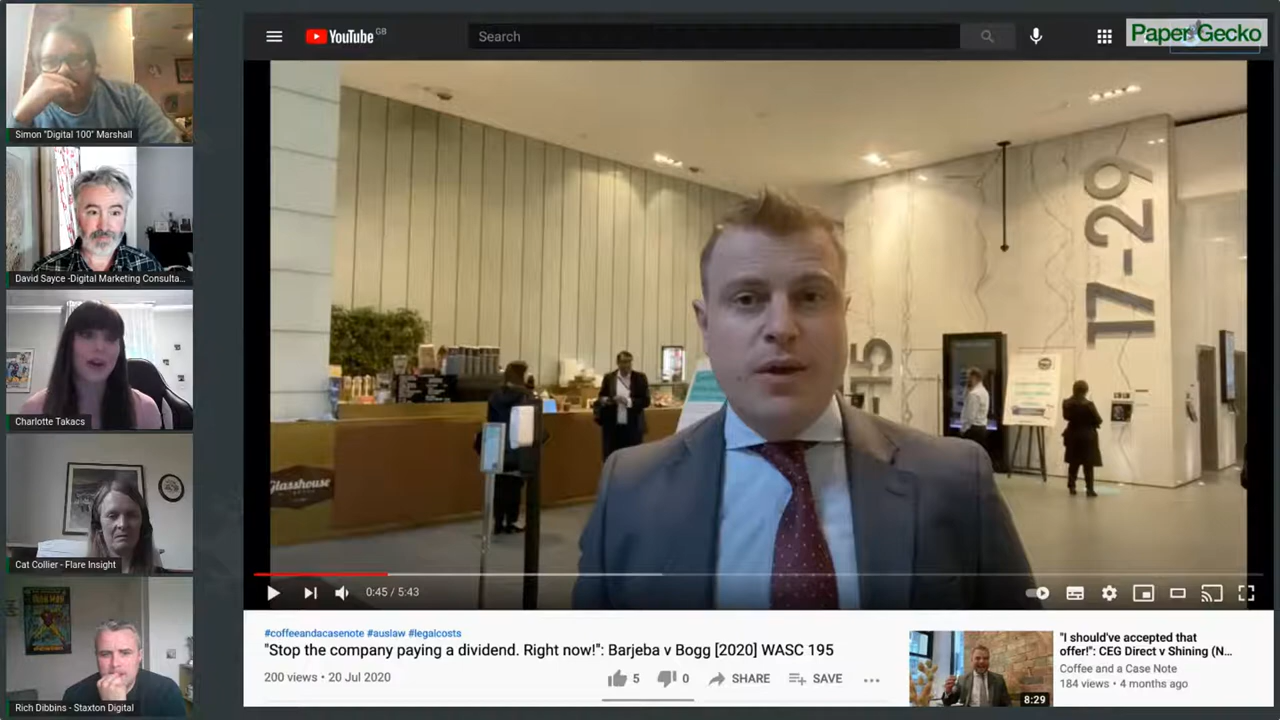 YouTube GB
Search
Paper Gecko
Simon "Digital 100" Marshall
David Sayce -Digital Marketing Consulta...
Charlotte Takacs
Cat Collier - Flare Insight
Rich Dibbins - Staxton Digital
17-29
15
Glasshouse
0:45 / 5:43
#coffeeandacasenote #auslaw #legalcosts
"Stop the company paying a dividend. Right now!": Barjeba v Bogg [2020] WASC 195
200 views • 20 Jul 2020
5
0
SHARE
SAVE
"I should've accepted that
offer!": CEG Direct v Shining (N...
Coffee and a Case Note
184 views • 4 months ago
8:29